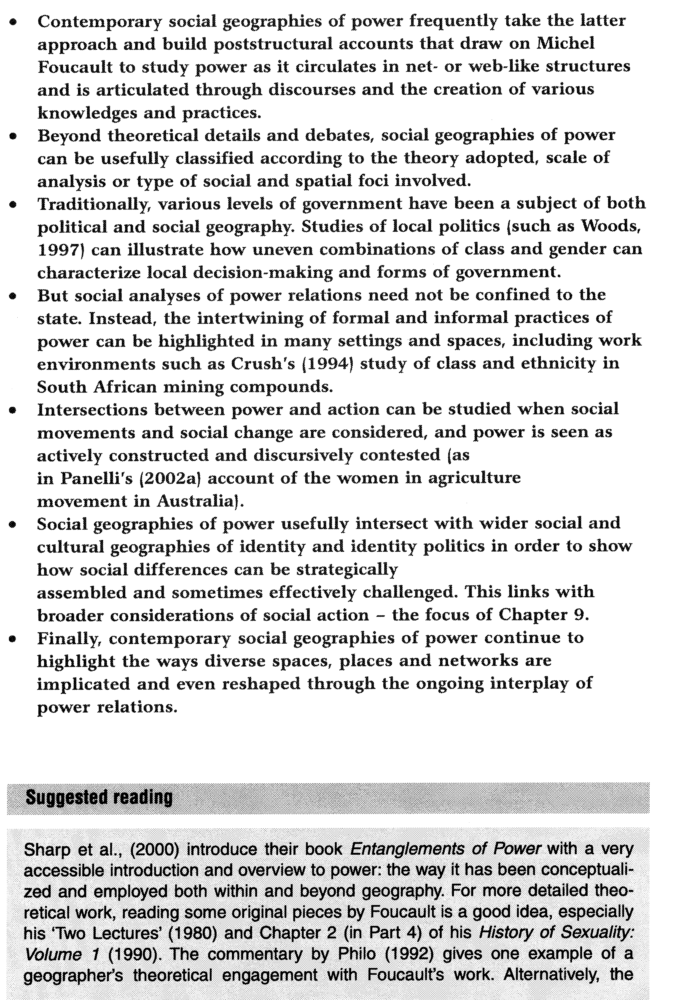 • Contemporary social geographies of power frequently take the latter
approach and build poststructural accounts that draw on Michel
Foucault to study power as it circulates in net- or web-like structures
and is articulated through discourses and the creation of various
knowledges and practices.
• Beyond theoretical details and debates, social geographies of power
can be usefully classified according to the theory adopted, scale of
analysis or type of social and spatial foci involved.
• Traditionally, various levels of government have been a subject of both
political and social geography. Studies of local politics (such as Woods,
1997) can illustrate how uneven combinations of class and gender can
characterize local decision-making and forms of government.
• But social analyses of power relations need not be confined to the
state. Instead, the intertwining of formal and informal practices of
power can be highlighted in many settings and spaces, including work
environments such as Crush's (1994) study of class and ethnicity in
South African mining compounds.
• Intersections between power and action can be studied when social
movements and social change are considered, and power is seen as
actively constructed and discursively contested (as
in Panelli's (2002a) account of the women in agriculture
movement in Australia).
• Social geographies of power usefully intersect with wider social and
cultural geographies of identity and identity politics in order to show
how social differences can be strategically
assembled and sometimes effectively challenged. This links with
broader considerations of social action – the focus of Chapter 9.
• Finally, contemporary social geographies of power continue to
highlight the ways diverse spaces, places and networks are
implicated and even reshaped through the ongoing interplay of
power relations.
Suggested reading
Sharp et al., (2000) introduce their book Entanglements of Power with a very
accessible introduction and overview to power: the way it has been conceptuali-
zed and employed both within and beyond geography. For more detailed theo-
retical work, reading some original pieces by Foucault is a good idea, especially
his ‘Two Lectures’ (1980) and Chapter 2 (in Part 4) of his History of Sexuality:
Volume 1 (1990). The commentary by Philo (1992) gives one example of a
geographer’s theoretical engagement with Foucault’s work. Alternatively, the